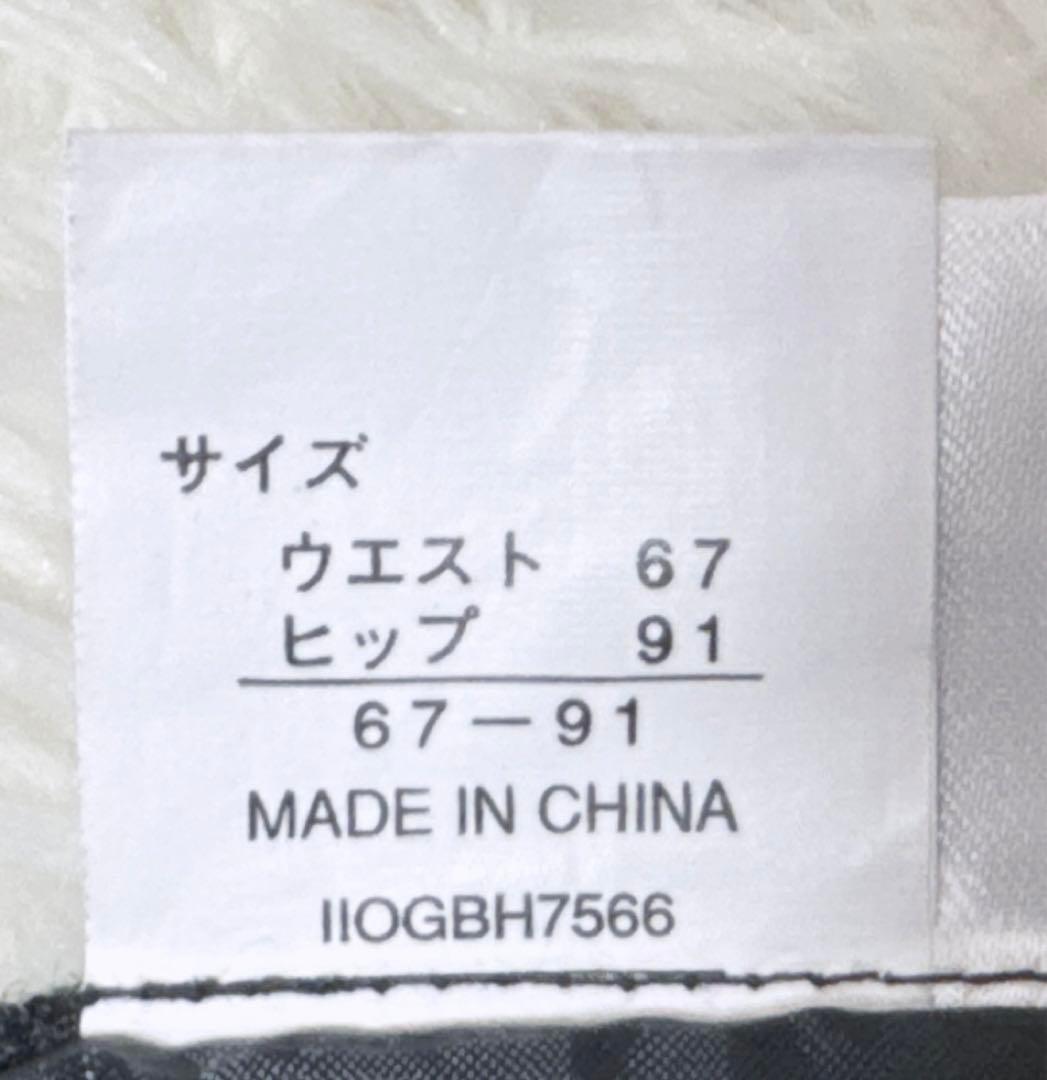 サイズ
ウエスト 67
ヒップ 91
67－91
MADE IN CHINA
IIOGBH7566